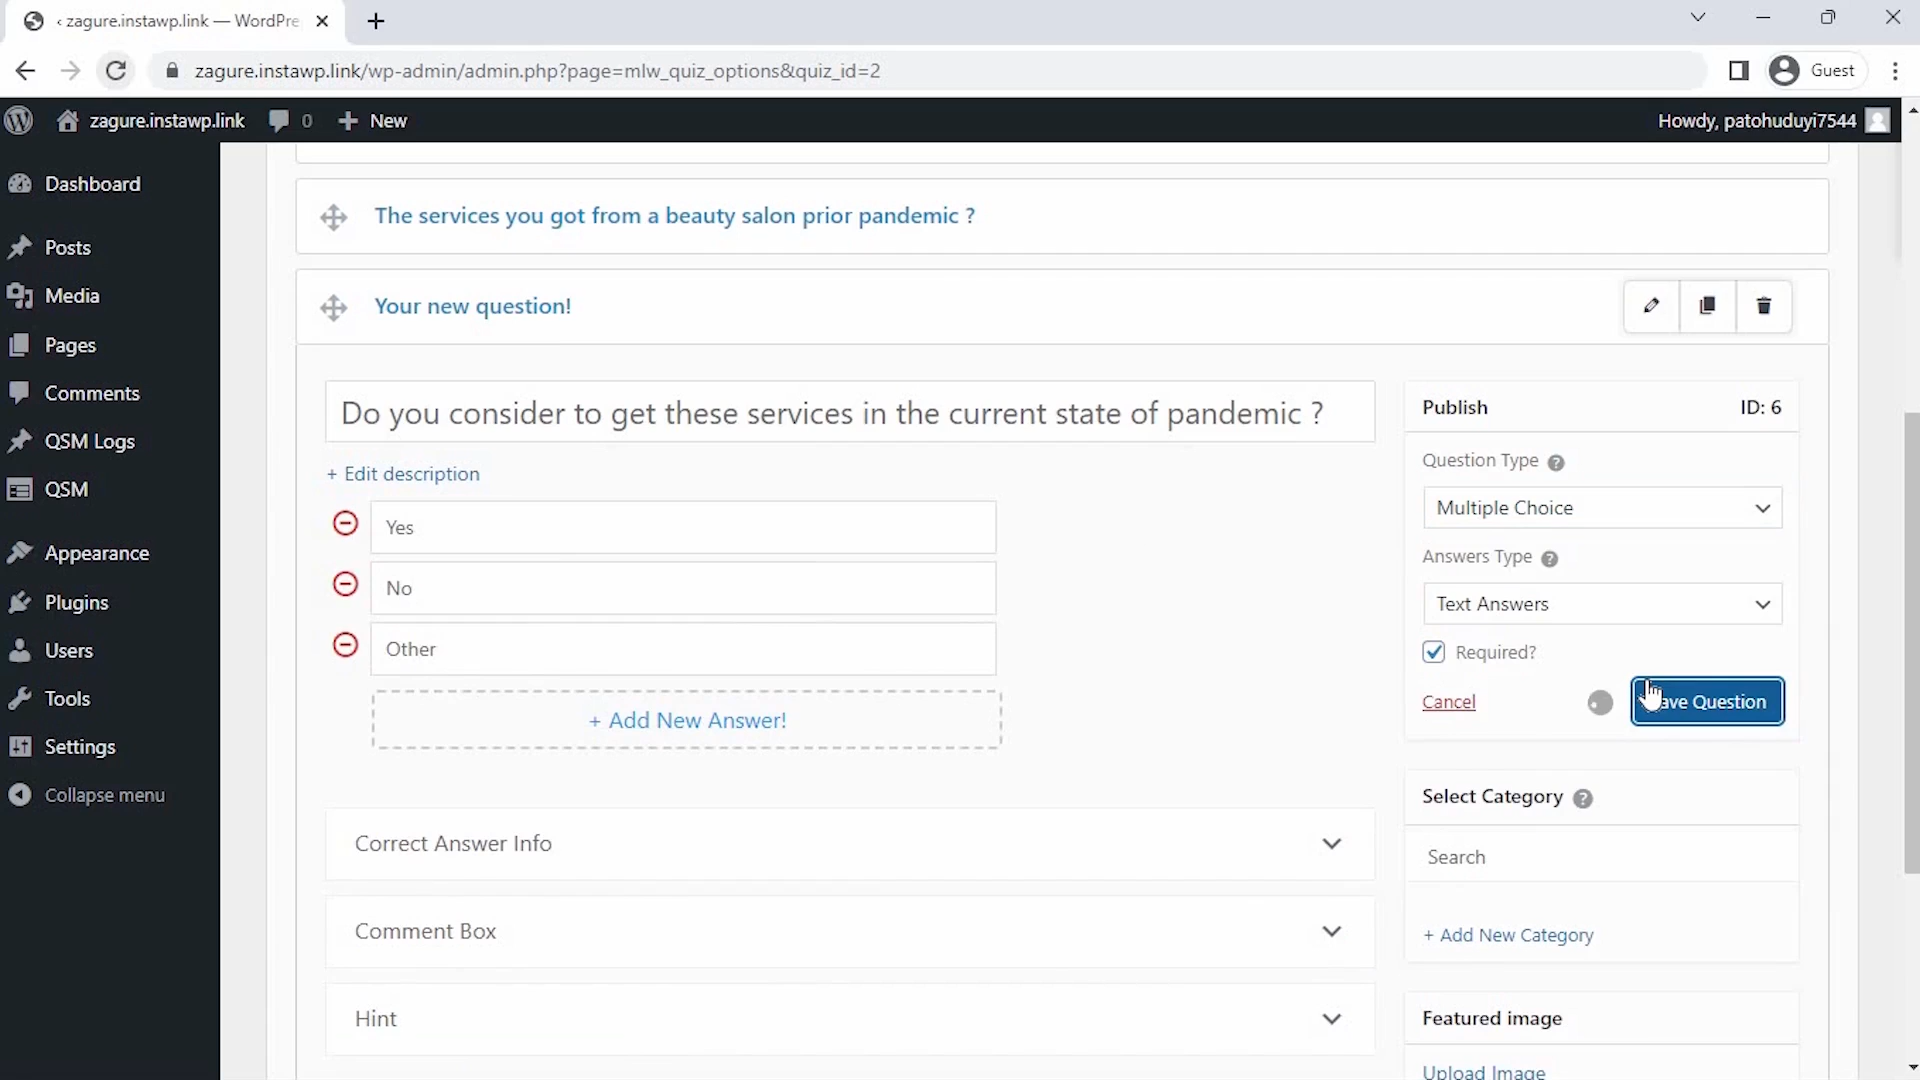 ‹ zagure.instawp.link — WordPre
zagure.instawp.link/wp-admin/admin.php?page=mlw_quiz_options&quiz_id=2
Guest
zagure.instawp.link
0
New
Howdy, patohuduyi7544
Dashboard
Posts
Media
Pages
Comments
QSM Logs
QSM
Appearance
Plugins
Users
Tools
Settings
Collapse menu
The services you got from a beauty salon prior pandemic ?
Your new question!
Do you consider to get these services in the current state of pandemic ?
+ Edit description
Yes
No
Other
+ Add New Answer!
Correct Answer Info
Comment Box
Hint
Publish
ID: 6
Question Type
Multiple Choice
Answers Type
Text Answers
Required?
Cancel
ave Question
Select Category
Search
+ Add New Category
Featured image
Upload Image